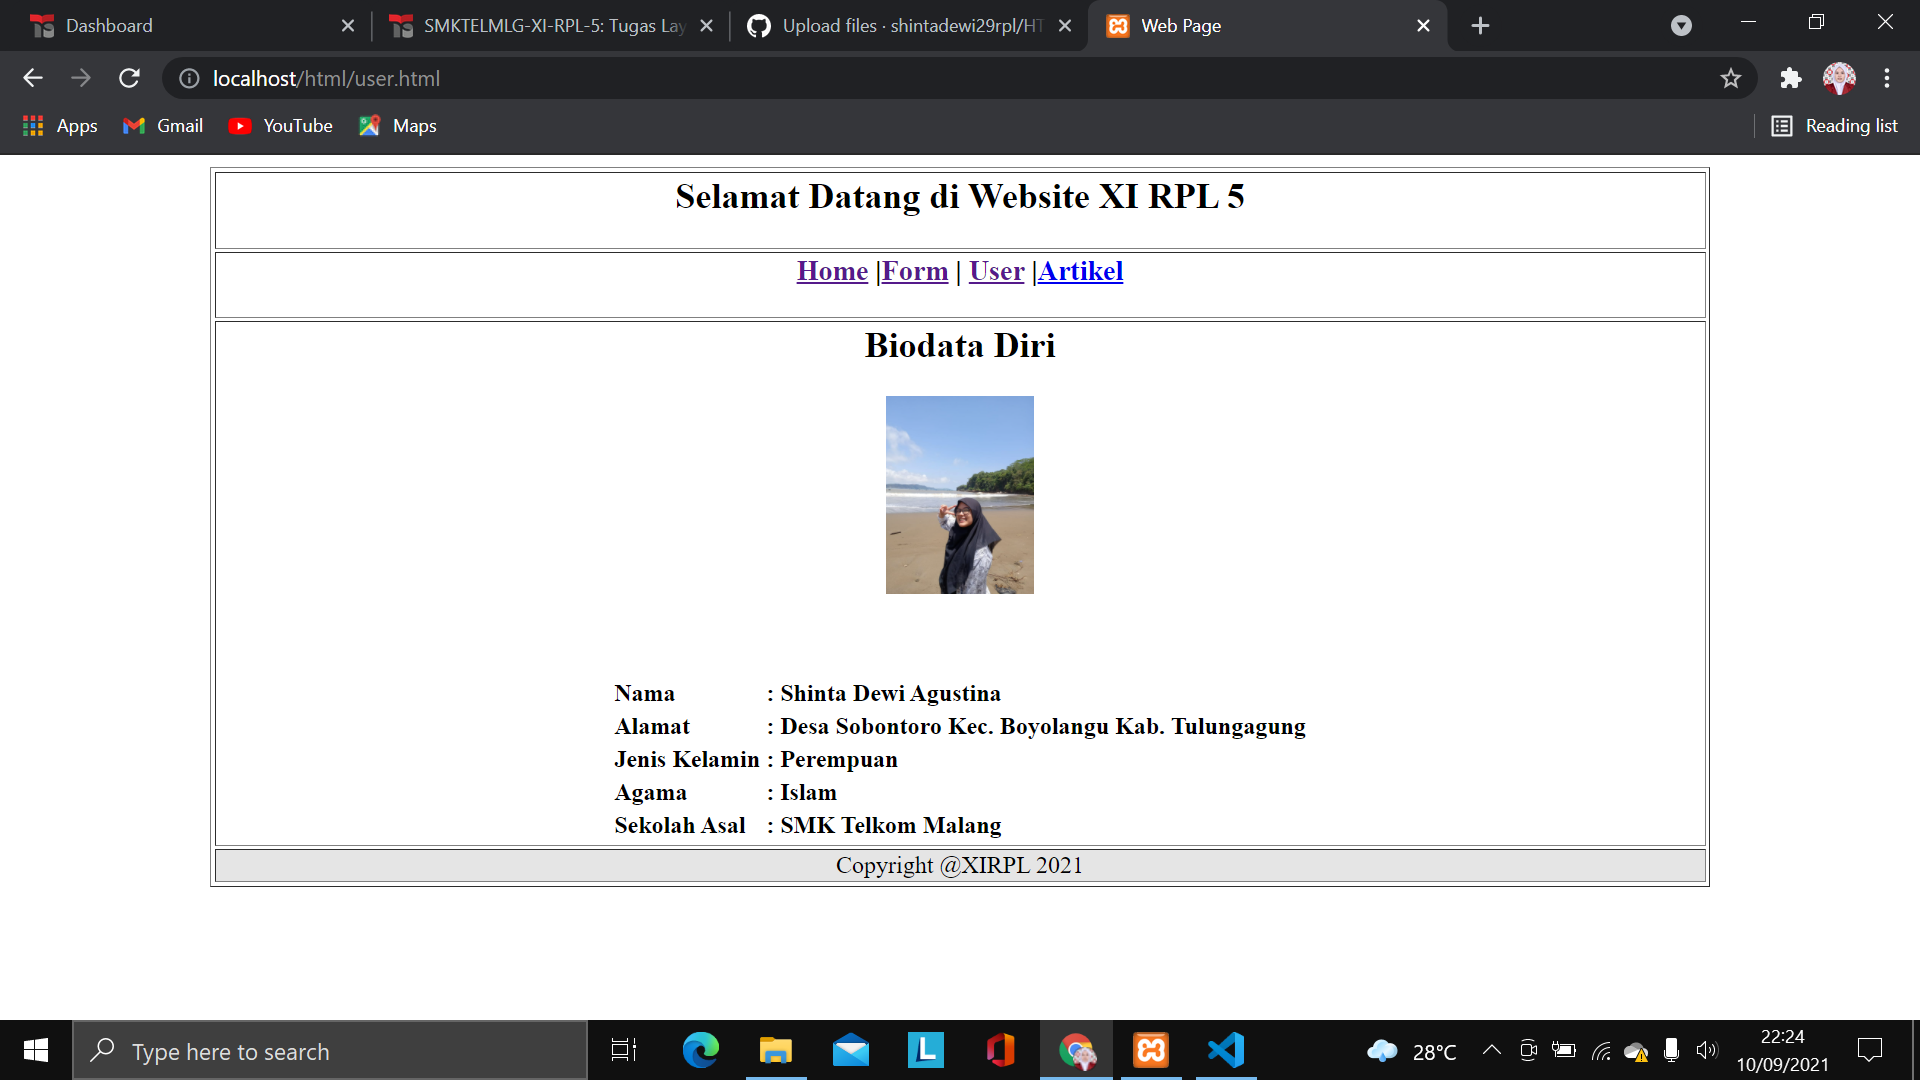 Dashboard
SMKTELMLG-XI-RPL-5: Tugas Lay
Upload files · shintadewi29rpl/HT
Web Page
localhost/html/user.html
Apps
Gmail
YouTube
Maps
Reading list
Selamat Datang di Website XI RPL 5
Home |Form | User |Artikel
Biodata Diri
Nama : Shinta Dewi Agustina
Alamat : Desa Sobontoro Kec. Boyolangu Kab. Tulungagung
Jenis Kelamin : Perempuan
Agama : Islam
Sekolah Asal : SMK Telkom Malang
Copyright @XIRPL 2021
Type here to search
L
28°C
22:24
10/09/2021